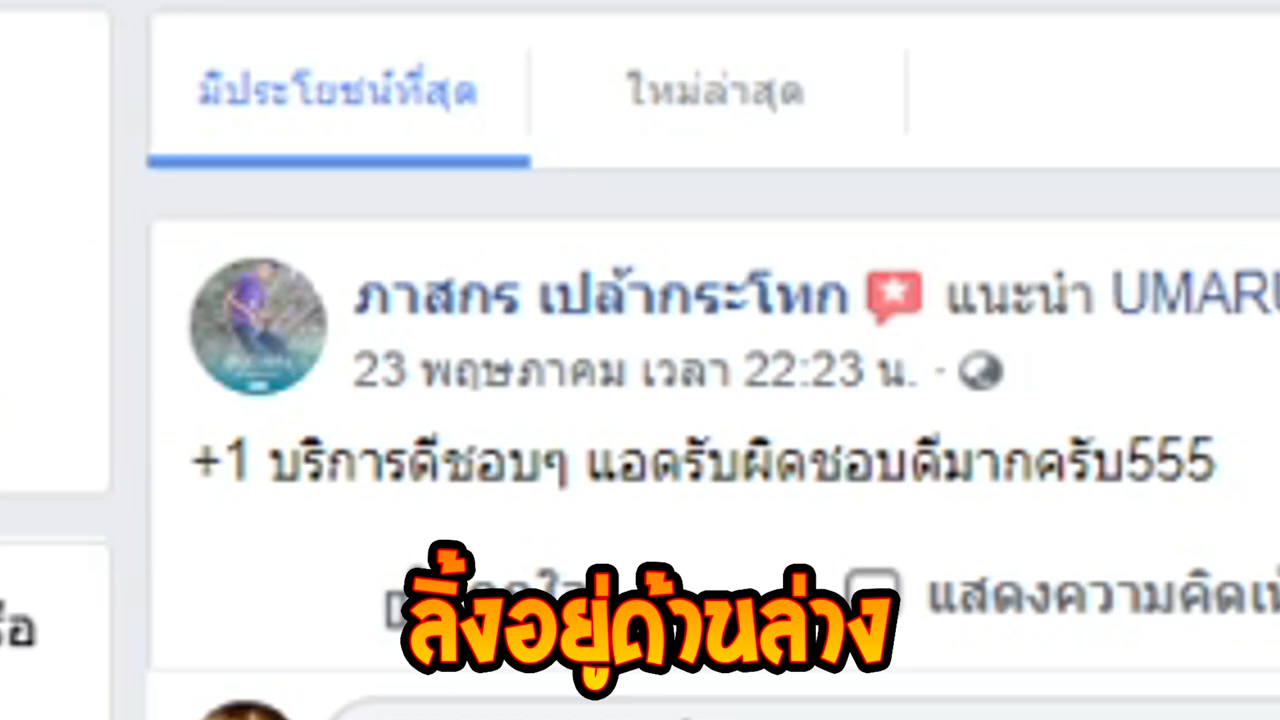 มีประโยชน์ที่สุด ใหม่ล่าสุด
ภาสกร เปล้ากระโทก แนะนำ UMAR
23 พฤษภาคม เวลา 22:23 น. ·
+1 บริการดีชอบๆ แอดรับผิดชอบดีมากครับ555
แสดงความคิดเ
ลิ้งอยู่ด้านล่าง